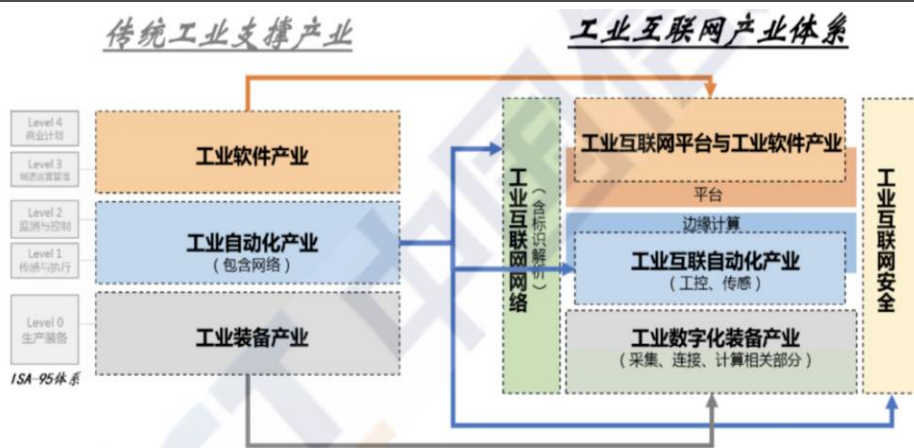 传统工业支撑产业
工业互联网产业体系
Level 4
商业计划
Level 3
制造运营管理
Level 2
监测与控制
Level 1
传感与执行
Level 0
生产装备
ISA-95体系
工业软件产业
工业自动化产业
（包含网络）
工业装备产业
工业互联网网络
（含标识解析）
工业互联网平台与工业软件产业
平台
边缘计算
工业互联自动化产业
（工控、传感）
工业数字化装备产业
（采集、连接、计算相关部分）
工业互联网安全